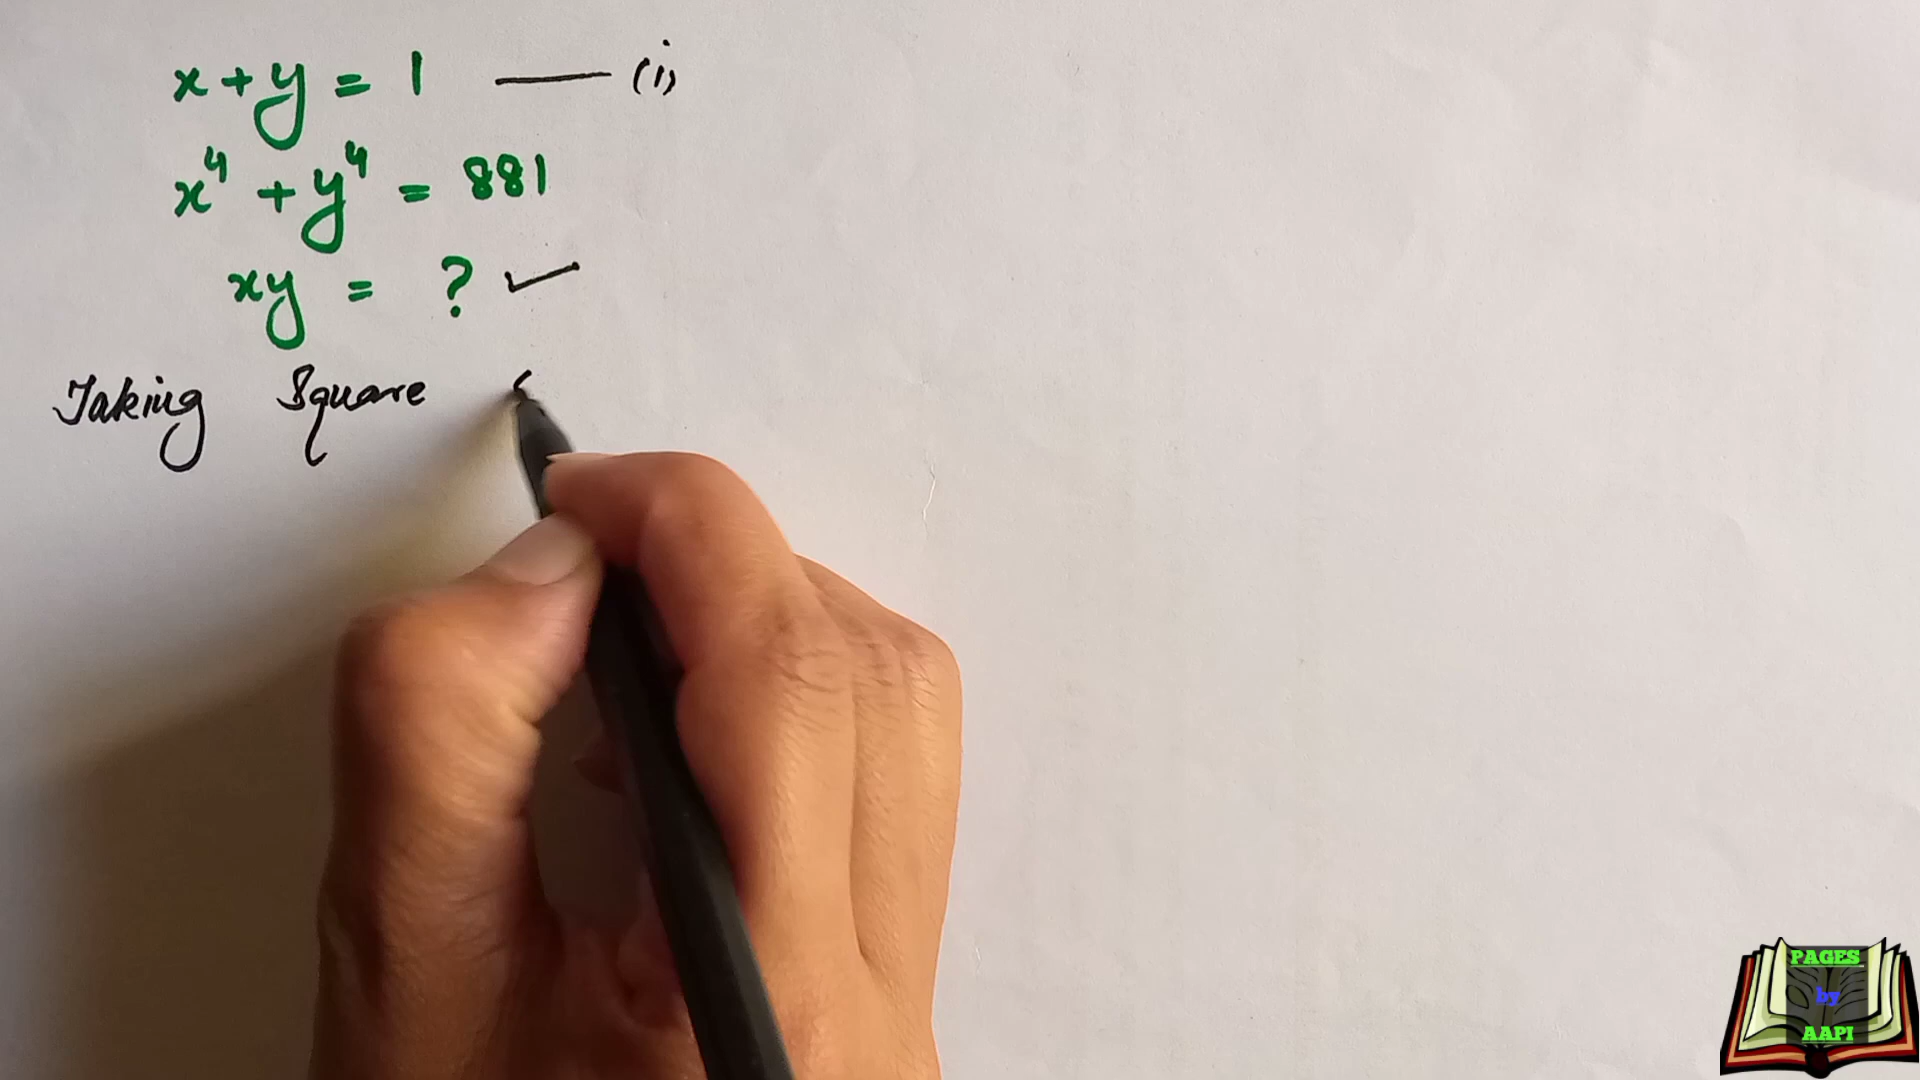 x + y = 1 —— (i)
x⁴ + y⁴ = 881
xy = ? ✓
Taking Square
PAGES
by
AAPI